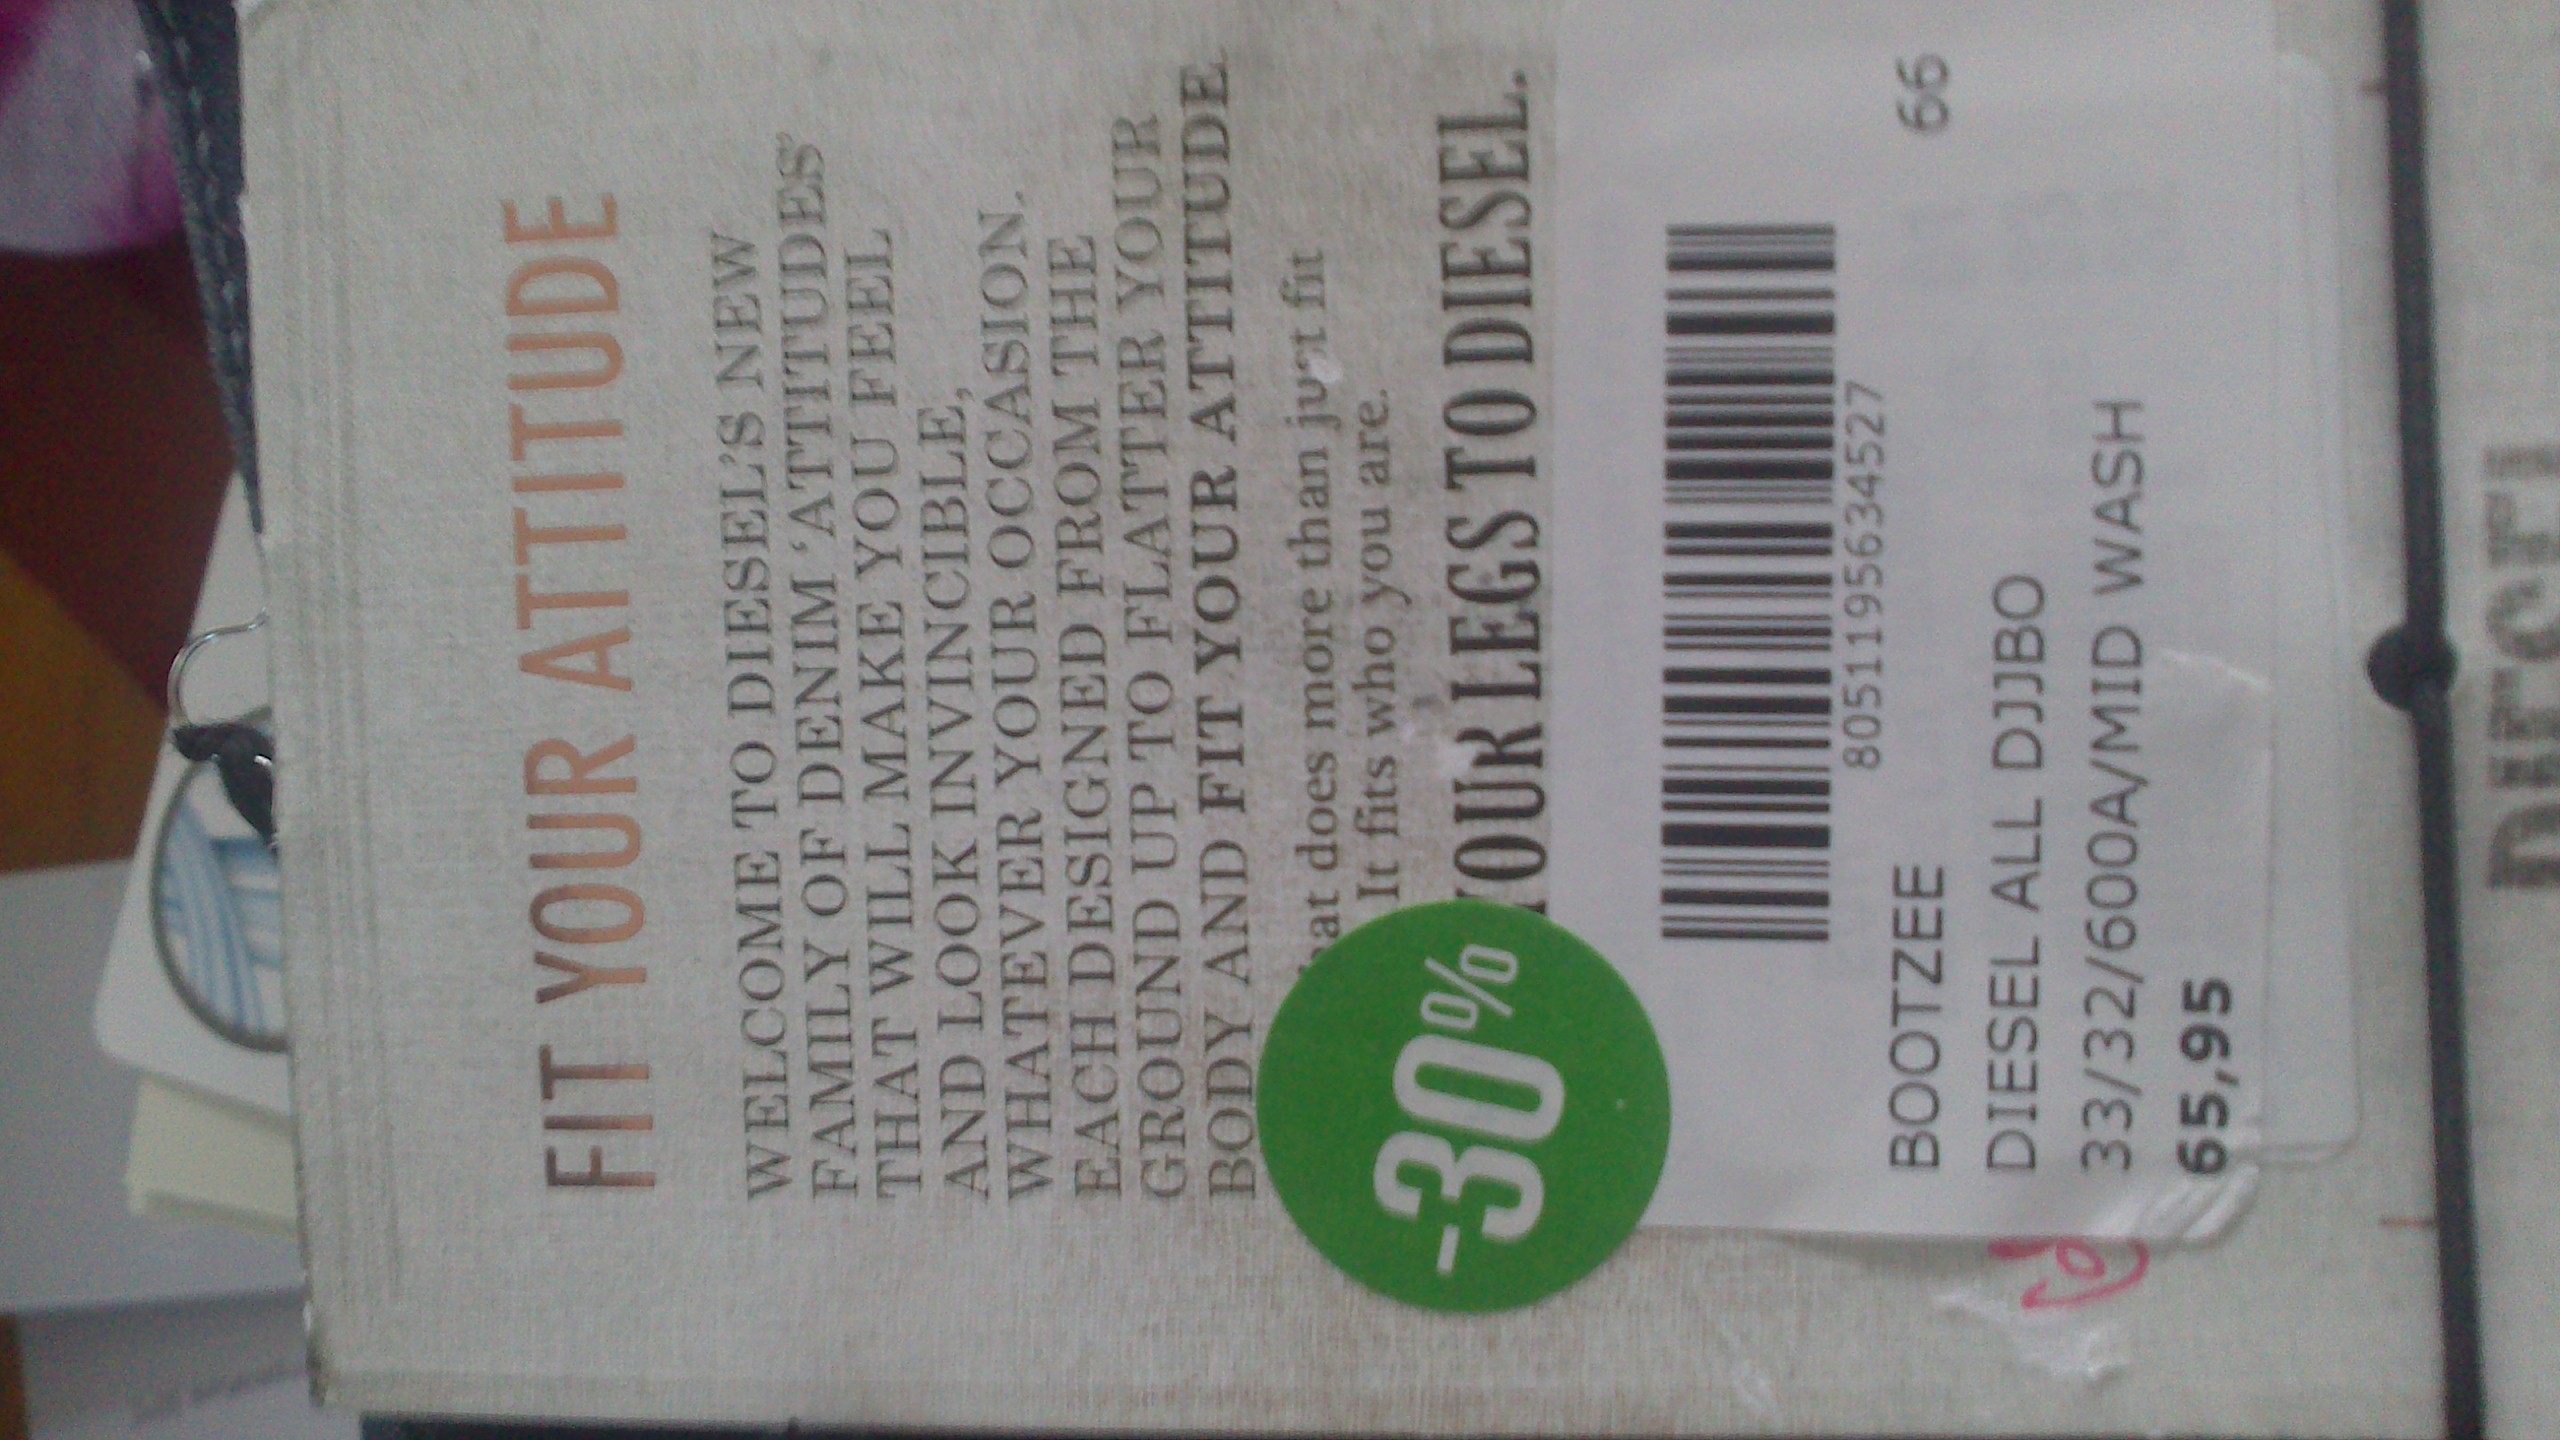 FIT YOUR ATTITUDE
WELCOME TO DIESEL'S NEW
FAMILY OF DENIM 'ATTITUDES'
THAT WILL MAKE YOU FEEL
AND LOOK INVINCIBLE,
WHATEVER YOUR OCCASION.
EACH DESIGNED FROM THE
GROUND UP TO FLATTER YOUR
BODY AND FIT YOUR ATTITUDE
does more than just fit
It fits who you are.
YOUR LEGS TO DIESEL.
-30%
8051195634527
BOOTZEE 66
DIESEL ALL DJJBO
33/32/600A/MID WASH
65,95